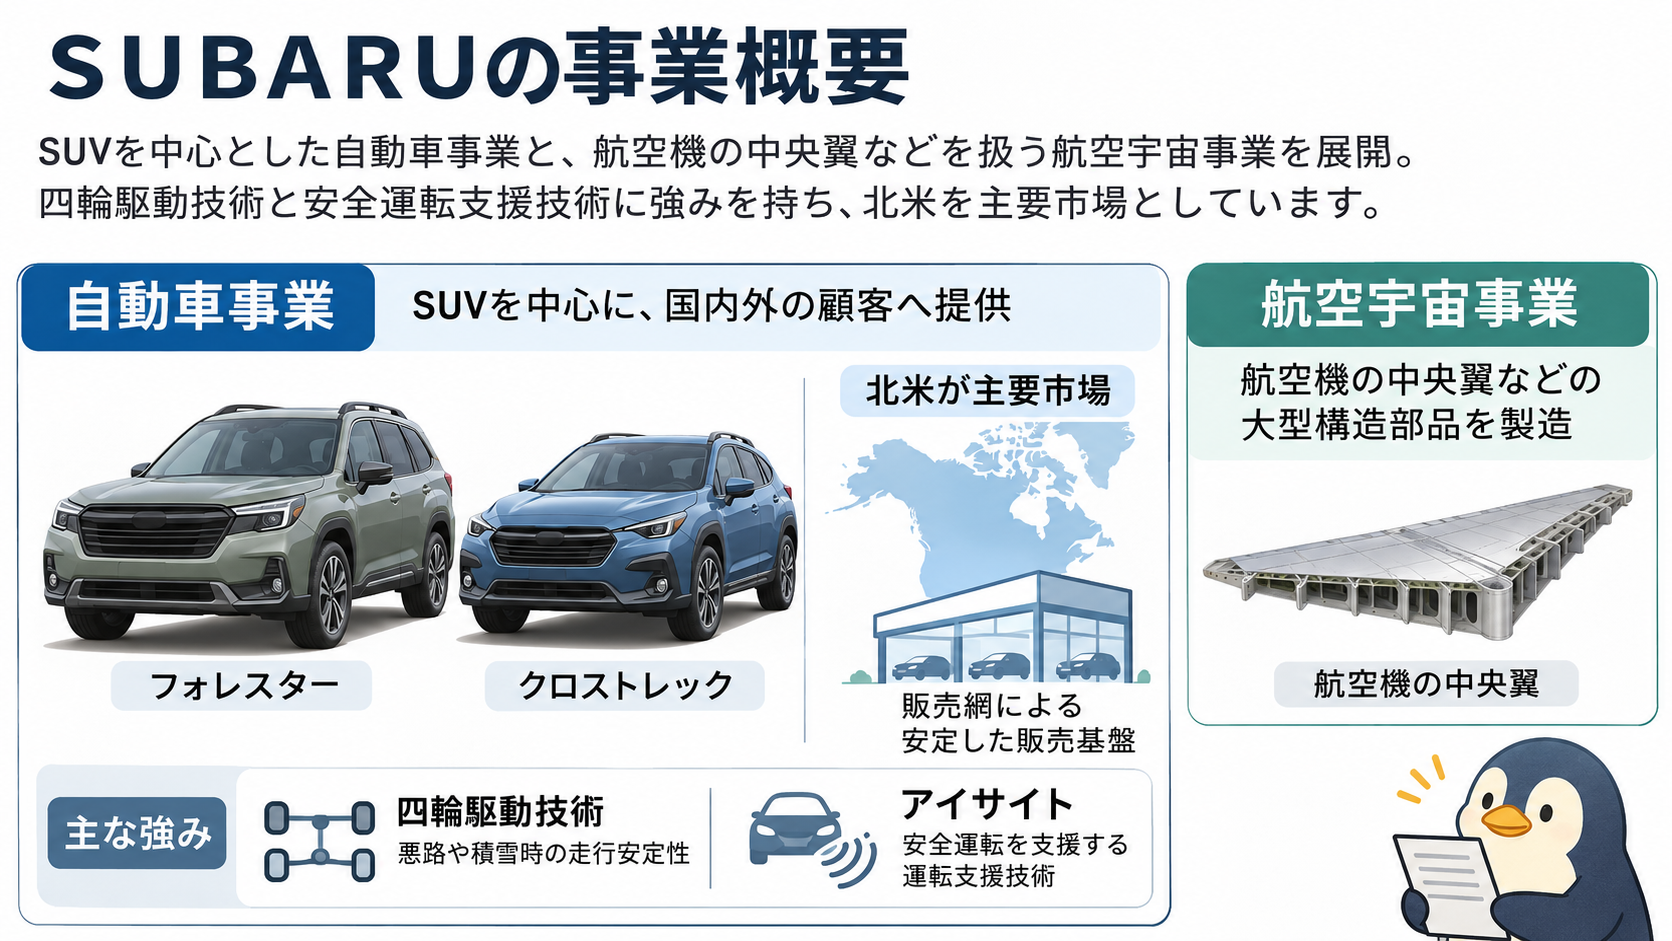 SUBARUの事業概要
SUVを中心とした自動車事業と、航空機の中央翼などを扱う航空宇宙事業を展開。
四輪駆動技術と安全運転支援技術に強みを持ち、北米を主要市場としています。
自動車事業
SUVを中心に、国内外の顧客へ提供
フォレスター
クロストレック
北米が主要市場
販売網による
安定した販売基盤
主な強み
四輪駆動技術
悪路や積雪時の走行安定性
アイサイト
安全運転を支援する
運転支援技術
航空宇宙事業
航空機の中央翼などの
大型構造部品を製造
航空機の中央翼